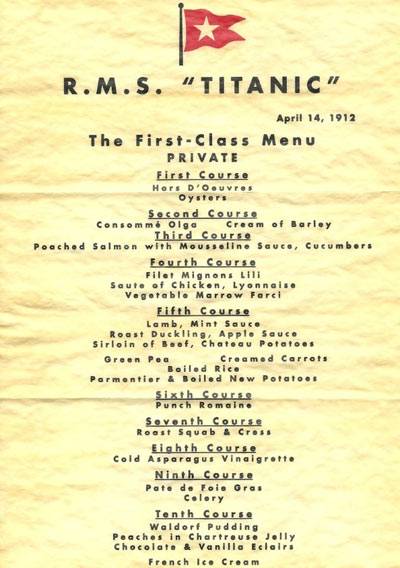 R.M.S. "TITANIC"
April 14, 1912
The First-Class Menu
PRIVATE
First Course
Hors D'Oeuvres
Oysters
Second Course
Consommé Olga Cream of Barley
Third Course
Poached Salmon with Mousseline Sauce, Cucumbers
Fourth Course
Filet Mignons Lili
Saute of Chicken, Lyonnaise
Vegetable Marrow Farci
Fifth Course
Lamb, Mint Sauce
Roast Duckling, Apple Sauce
Sirloin of Beef, Chateau Potatoes
Green Pea Creamed Carrots
Boiled Rice
Parmentier & Boiled New Potatoes
Sixth Course
Punch Romaine
Seventh Course
Roast Squab & Cress
Eighth Course
Cold Asparagus Vinaigrette
Ninth Course
Pate de Foie Gras
Celery
Tenth Course
Waldorf Pudding
Peaches in Chartreuse Jelly
Chocolate & Vanilla Eclairs
French Ice Cream